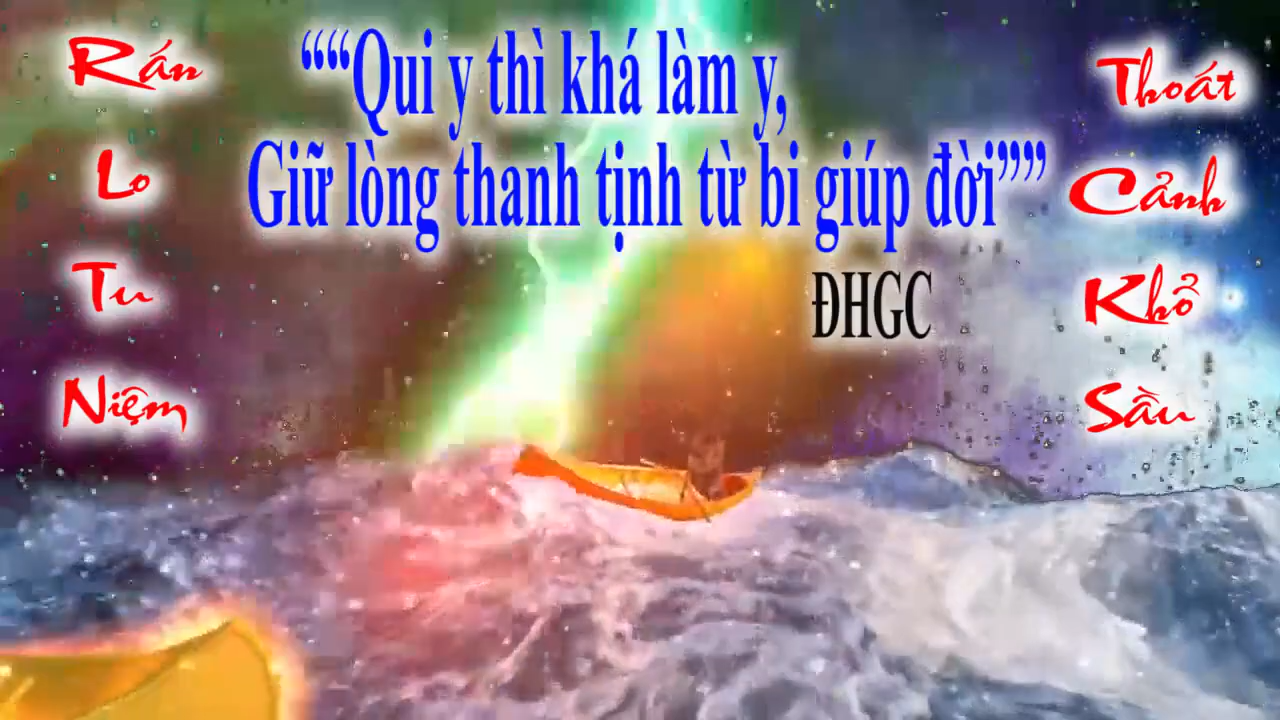 Rấn
Lo
Tu
Niệm
““Qui y thì khá làm y,
Giữ lòng thanh tịnh từ bi giúp đời””
ĐHGC
Thoát
Cảnh
Khổ
Sầu